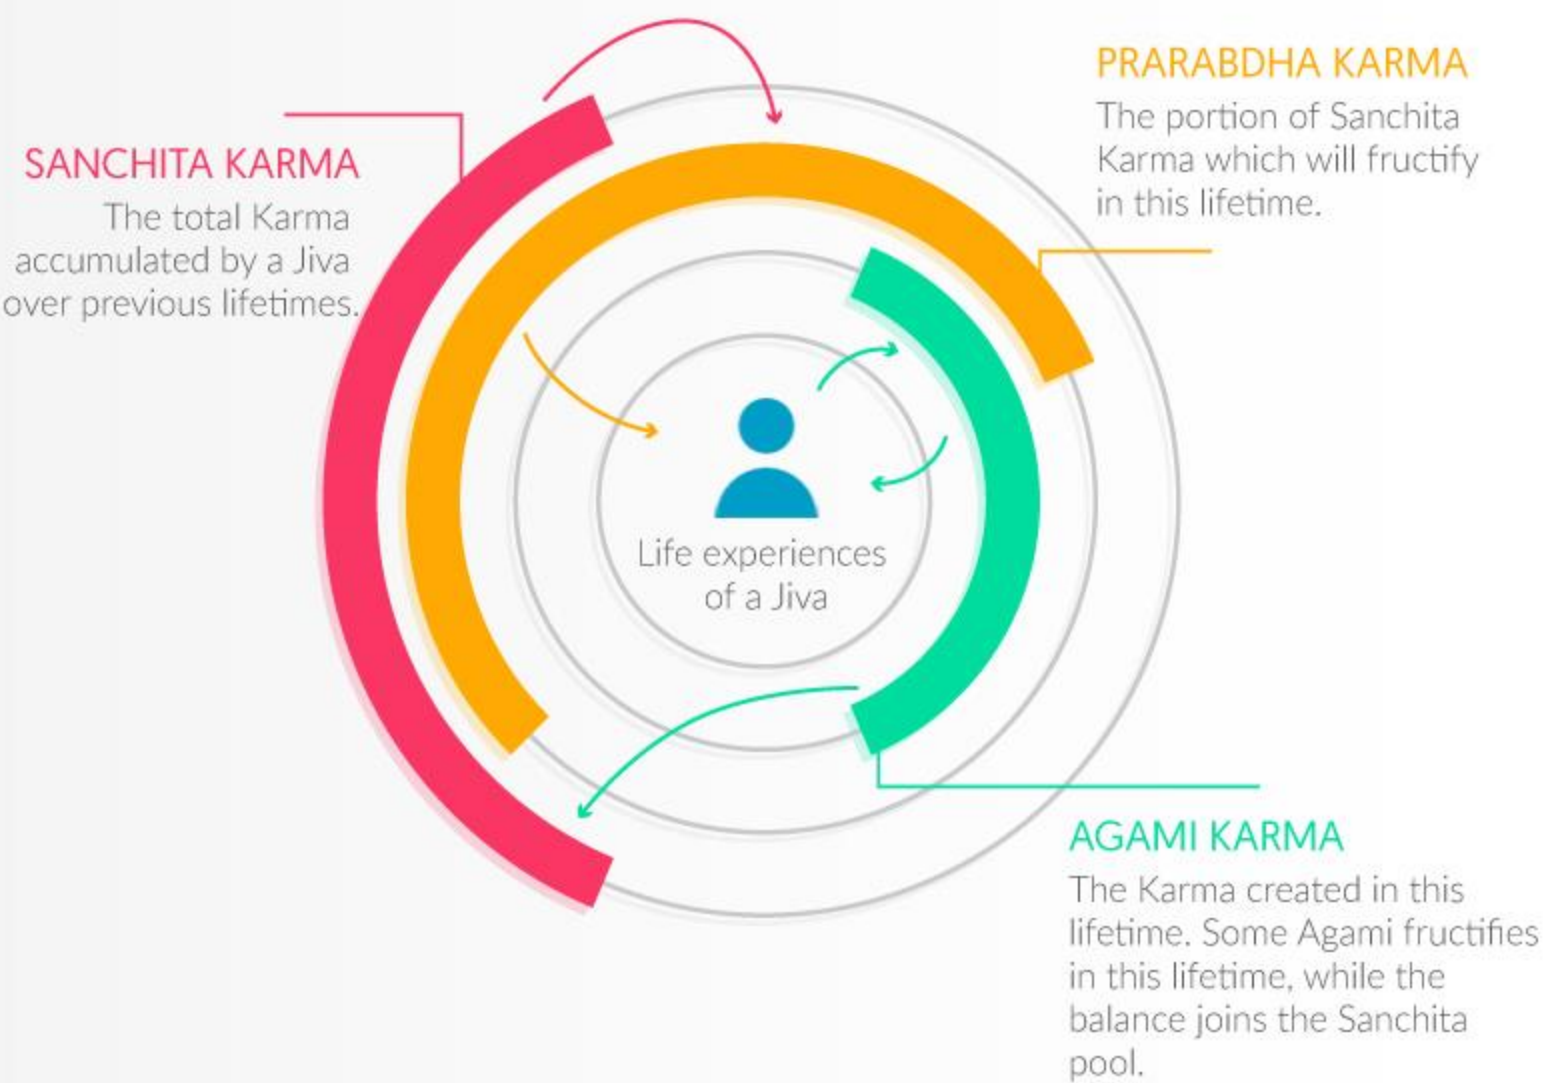 SANCHITA KARMA
The total Karma
accumulated by a Jiva
over previous lifetimes.
PRARABDHA KARMA
The portion of Sanchita
Karma which will fructify
in this lifetime.
Life experiences
of a Jiva
AGAMI KARMA
The Karma created in this
lifetime. Some Agami fructifies
in this lifetime, while the
balance joins the Sanchita
pool.